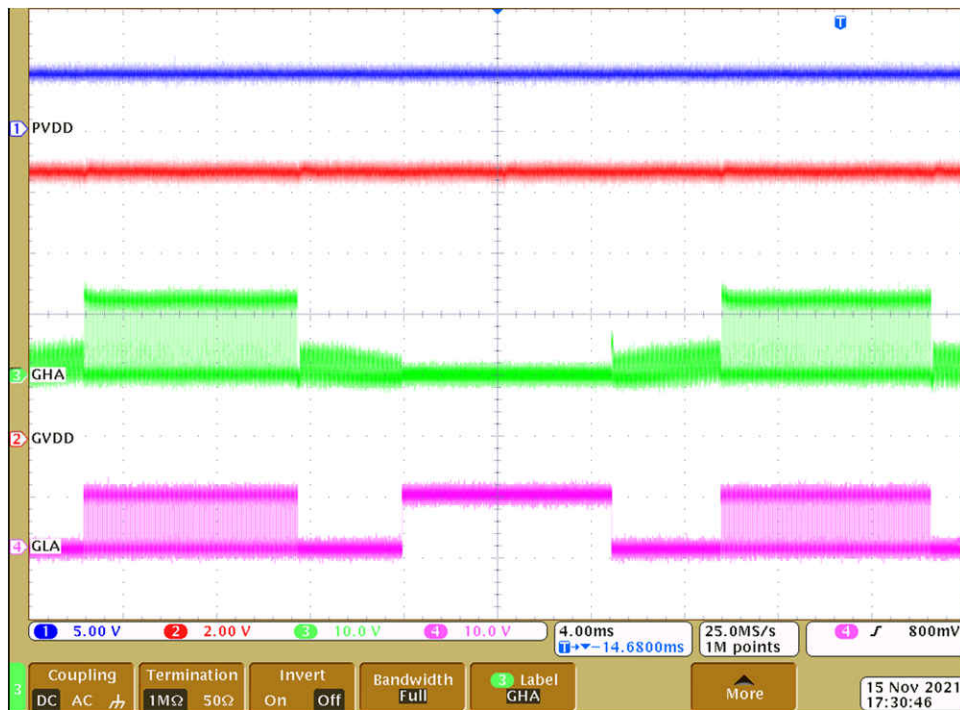 T
1 PVDD
3 GHA
2 GVDD
4 GLA
1 5.00 V 2 2.00 V 3 10.0 V 4 10.0 V
4.00ms
T→▼−14.6800ms
25.0MS/s
1M points
4 ∫ 800mV
3
Coupling
DC AC
Termination
1MΩ 50Ω
Invert
On Off
Bandwidth
Full
3 Label
GHA
More
15 Nov 2021
17:30:46